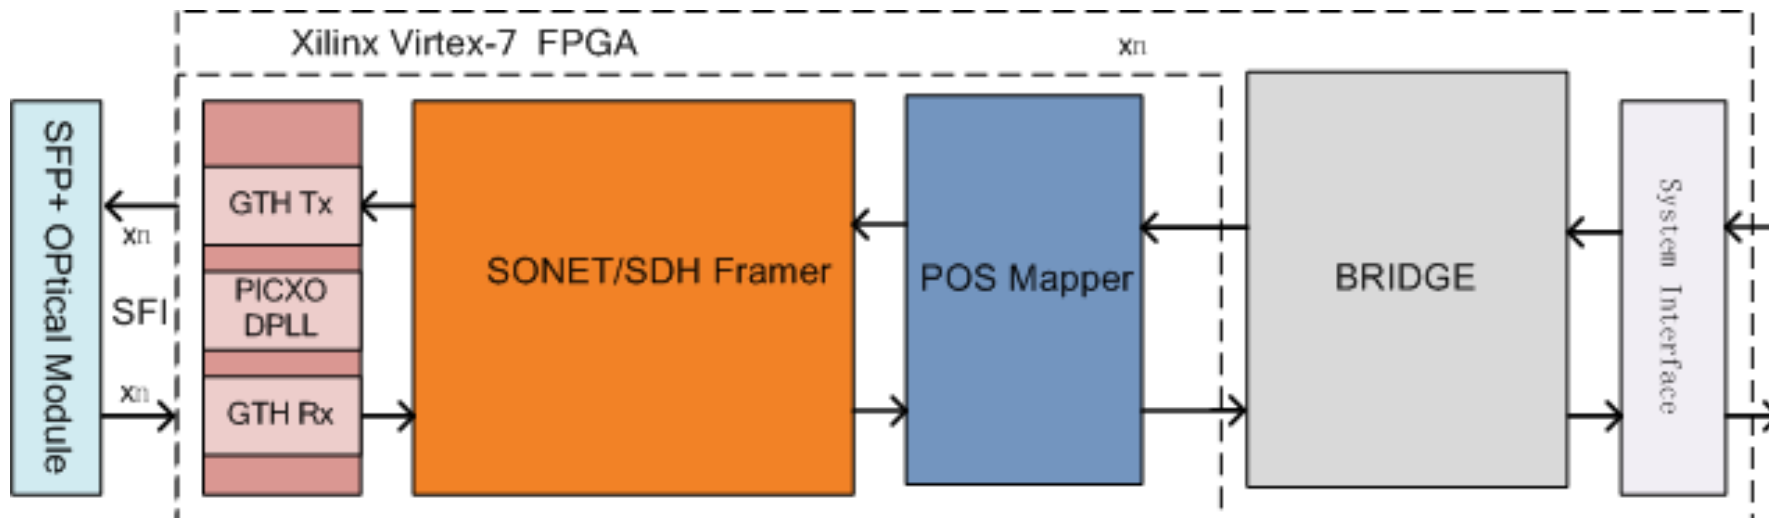 Xilinx Virtex-7 FPGA
xn
SFP+ OPtical Module
xn
SFI
xn
GTH Tx
PICXO
DPLL
GTH Rx
SONET/SDH Framer
POS Mapper
BRIDGE
System Interface